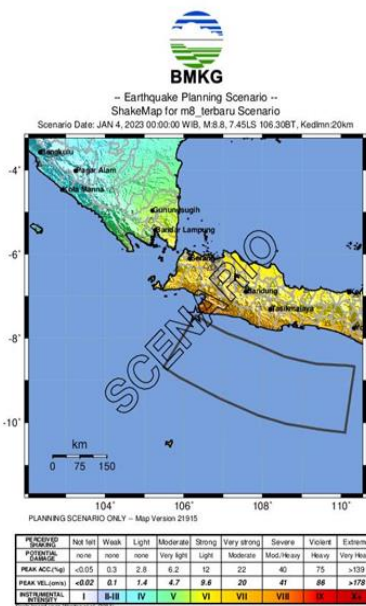 BMKG
-- Earthquake Planning Scenario --
ShakeMap for m8_terbaru Scenario
Scenario Date: JAN 4, 2023 00:00:00 WIB, M:8.8, 7.45LS 106.30BT, Kedlmn:20km
-4°
Bengkulu
Pagar Alam
Kota Manna
Gunungsugih
Bandar Lampung
-6°
Bandung
Tasikmalaya
-8°
-10°
SCENARIO
km
0 75 150
104° 106° 108° 110°
PLANNING SCENARIO ONLY -- Map Version 21915
PERCEIVED SHAKING Not felt Weak Light Moderate Strong Very strong Severe Violent Extreme
POTENTIAL DAMAGE none none none Very light Light Moderate Mod./Heavy Heavy Very Heavy
PEAK ACC.(%g) <0.05 0.3 2.8 6.2 12 22 40 75 >139
PEAK VEL.(cm/s) <0.02 0.1 1.4 4.7 9.6 20 41 86 >178
INSTRUMENTAL INTENSITY I II-III IV V VI VII VIII IX X+